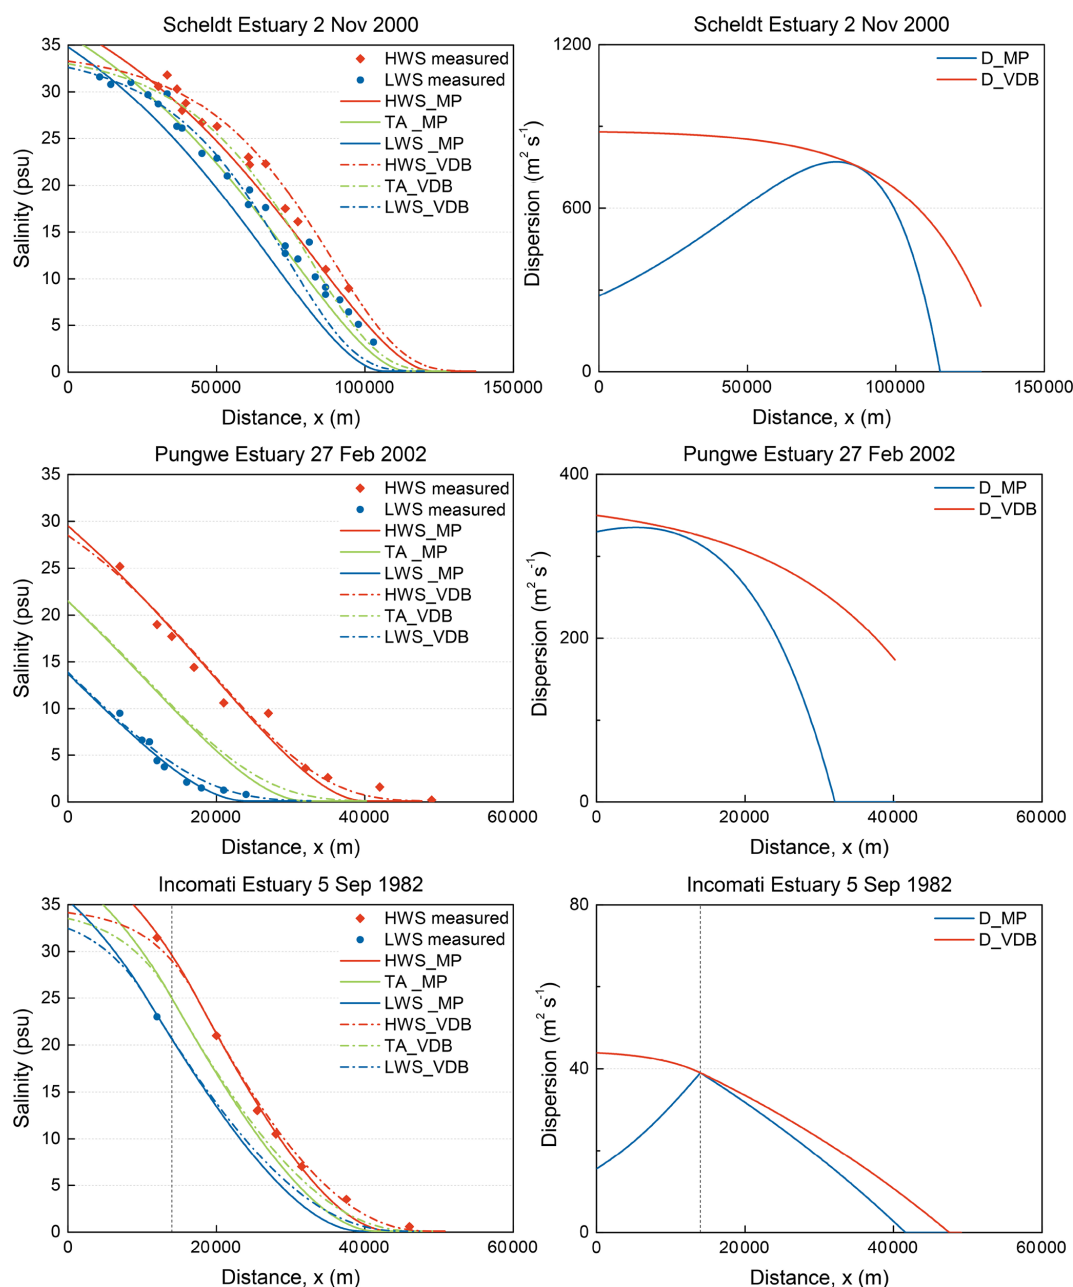 Scheldt Estuary 2 Nov 2000
35
30
25
20
15
10
5
0
Salinity (psu)
HWS measured
LWS measured
HWS_MP
TA _MP
LWS _MP
HWS_VDB
TA_VDB
LWS_VDB
0 50000 100000 150000
Distance, x (m)
Scheldt Estuary 2 Nov 2000
1200
600
0
Dispersion (m² s⁻¹)
D_MP
D_VDB
0 50000 100000 150000
Distance, x (m)
Pungwe Estuary 27 Feb 2002
35
30
25
20
15
10
5
0
Salinity (psu)
HWS measured
LWS measured
HWS_MP
TA _MP
LWS _MP
HWS_VDB
TA_VDB
LWS_VDB
0 20000 40000 60000
Distance, x (m)
Pungwe Estuary 27 Feb 2002
400
200
0
Dispersion (m² s⁻¹)
D_MP
D_VDB
0 20000 40000 60000
Distance, x (m)
Incomati Estuary 5 Sep 1982
35
30
25
20
15
10
5
0
Salinity (psu)
HWS measured
LWS measured
HWS_MP
TA _MP
LWS _MP
HWS_VDB
TA_VDB
LWS_VDB
0 20000 40000 60000
Distance, x (m)
Incomati Estuary 5 Sep 1982
80
40
0
Dispersion (m² s⁻¹)
D_MP
D_VDB
0 20000 40000 60000
Distance, x (m)